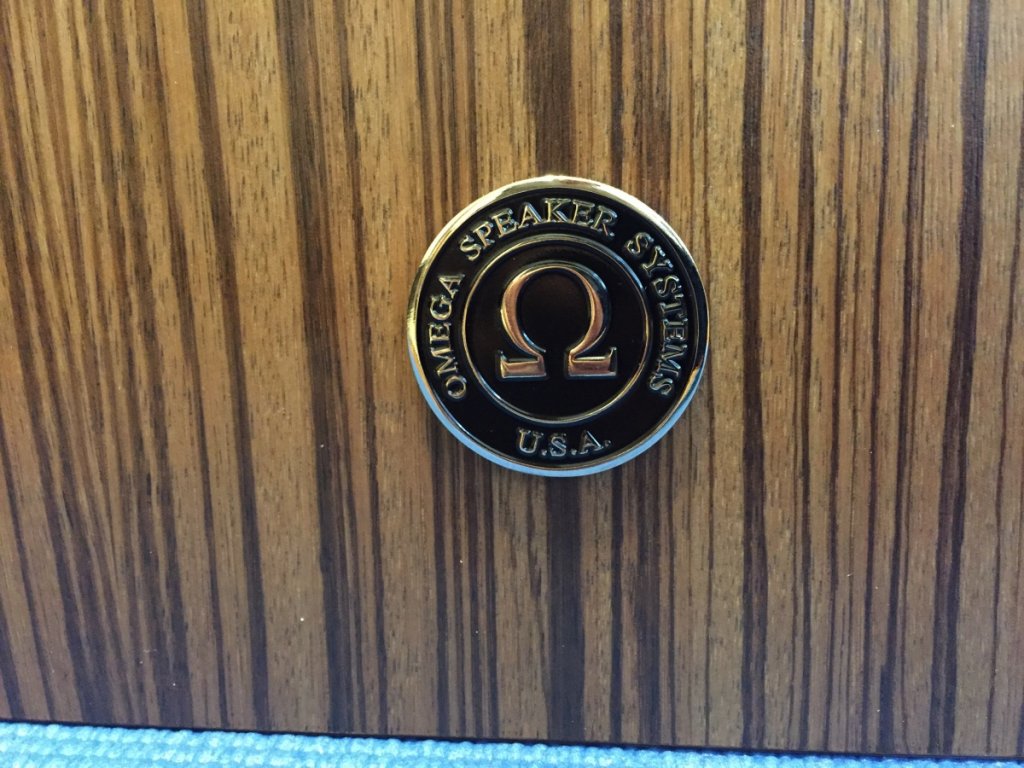 OMEGA SPEAKER SYSTEMS
Ω
U.S.A.